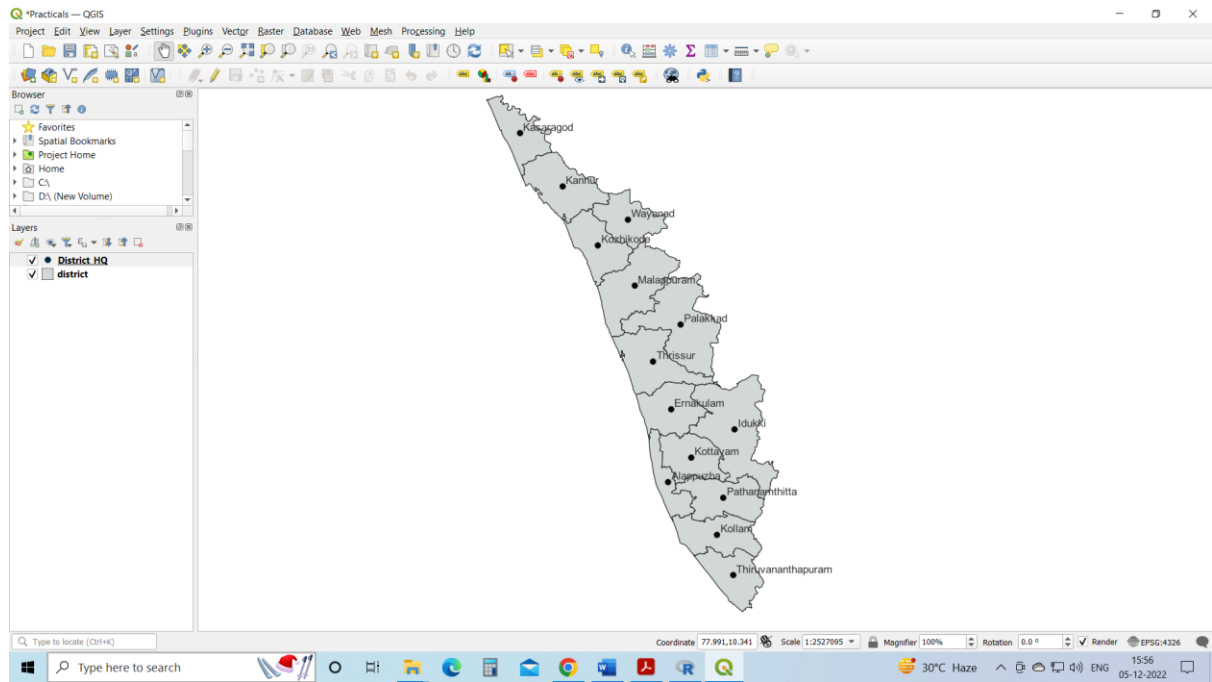 *Practicals — QGIS
Project Edit View Layer Settings Plugins Vector Raster Database Web Mesh Processing Help
Browser
Favorites
Spatial Bookmarks
Project Home
Home
C:\
D:\ (New Volume)
Layers
District_HQ
district
Kasaragod
Kannur
Wayanad
Kozhikode
Malappuram
Palakkad
Thrissur
Ernakulam
Idukki
Kottayam
Alappuzha
Pathanamthitta
Kollam
Thiruvananthapuram
Type to locate (Ctrl+K)
Coordinate 77.991,10.341 Scale 1:2527095 Magnifier 100% Rotation 0.0 ° Render EPSG:4326
Type here to search
30°C Haze ENG 15:56
05-12-2022